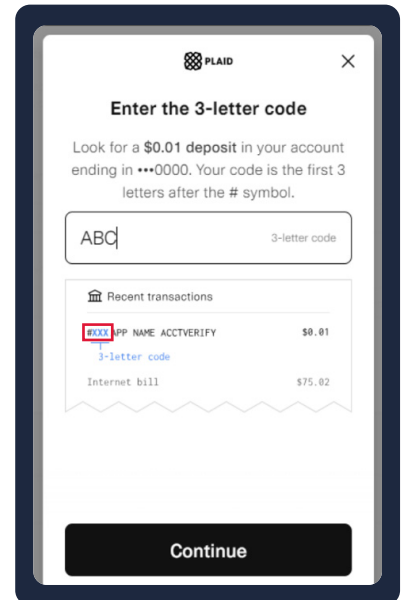 PLAID
Enter the 3-letter code
Look for a $0.01 deposit in your account
ending in •••0000. Your code is the first 3
letters after the # symbol.
ABC 3-letter code
Recent transactions
#XXX APP NAME ACCTVERIFY $0.01
3-letter code
Internet bill $75.02
Continue